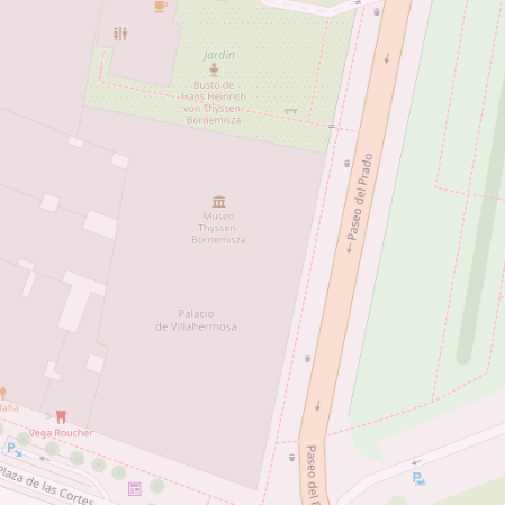 Jardín
Busto de
Hans Heinrich
von Thyssen
Bornemisza
Paseo del Prado
Museo
Thyssen
Bornemisza
Palacio
de Villahermosa
Vega Roucher
Plaza de las Cortes
Paseo del